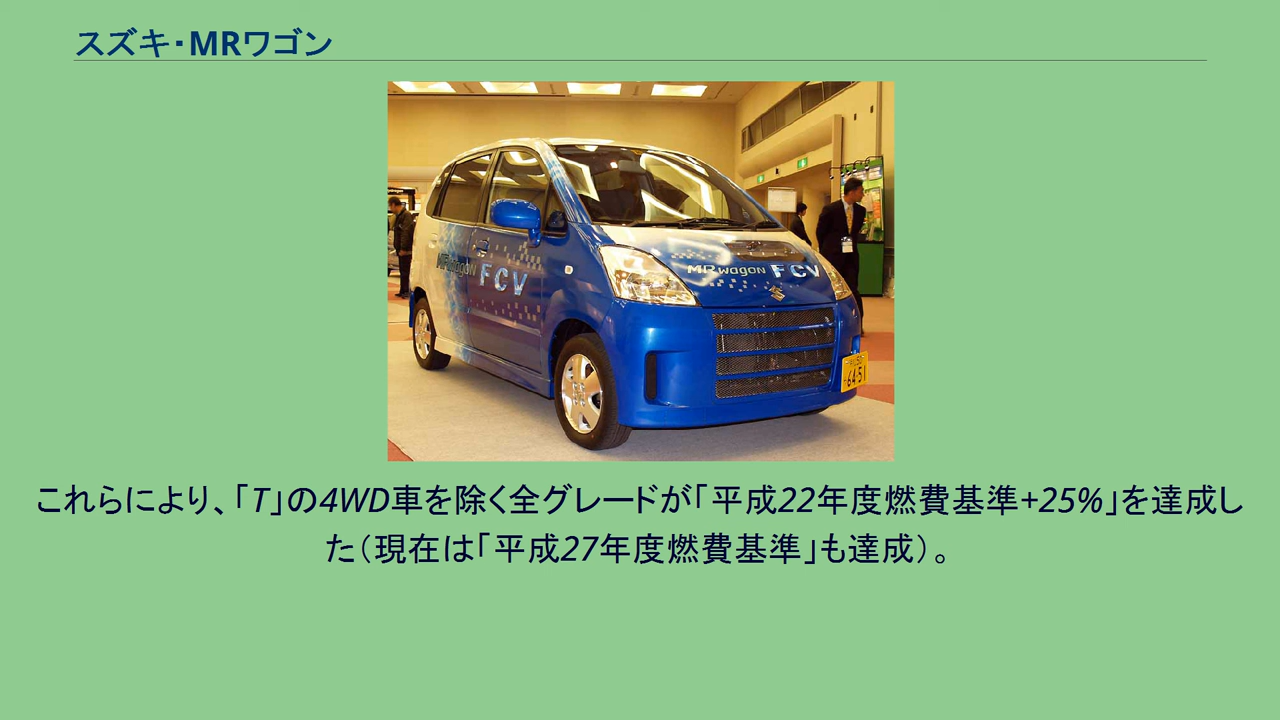 スズキ・MRワゴン
MRwagon FCV
MRwagon FCV
6451
これらにより、「T」の4WD車を除く全グレードが「平成22年度燃費基準+25%」を達成し
た（現在は「平成27年度燃費基準」も達成）。